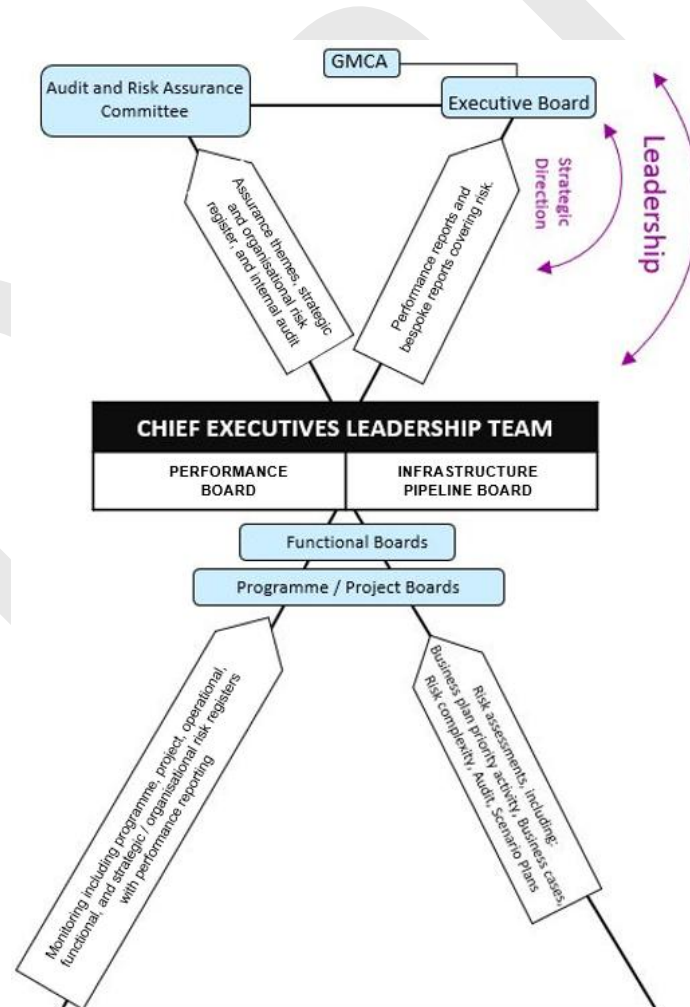 GMCA
Audit and Risk Assurance
Committee
Executive Board
Leadership
Strategic
Direction
Assurance themes, strategic
and organisational risk
register, and internal audit
Performance reports and
bespoke reports covering risk.
CHIEF EXECUTIVES LEADERSHIP TEAM
PERFORMANCE
BOARD
INFRASTRUCTURE
PIPELINE BOARD
Functional Boards
Programme / Project Boards
Monitoring including programme, project, operational,
functional, and strategic / organisational risk registers
with performance reporting
Risk assessments, including:
Business plan priority activity, Business cases,
Risk complexity, Audit, Scenario Plans